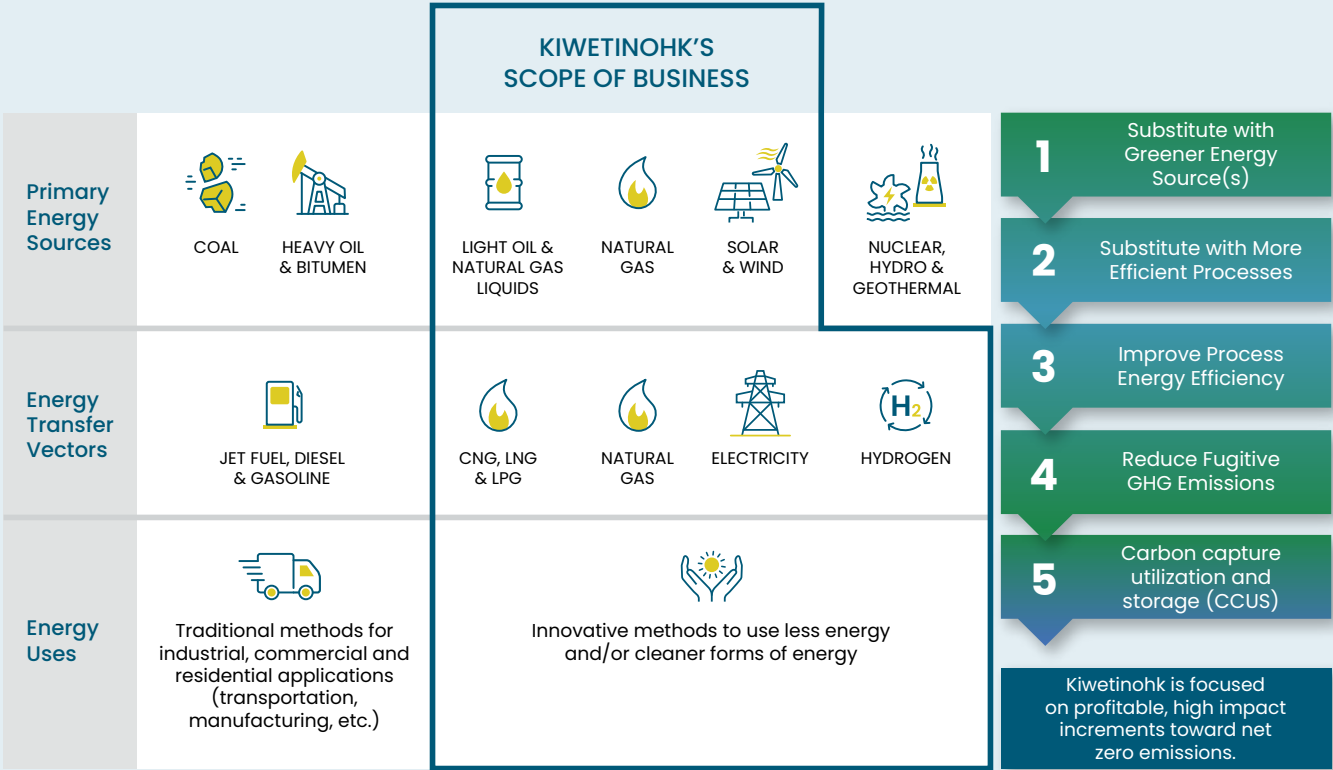 KIWETINOHK’S
SCOPE OF BUSINESS
Primary
Energy
Sources
COAL
HEAVY OIL
& BITUMEN
LIGHT OIL &
NATURAL GAS
LIQUIDS
NATURAL
GAS
SOLAR
& WIND
NUCLEAR,
HYDRO &
GEOTHERMAL
Energy
Transfer
Vectors
JET FUEL, DIESEL
& GASOLINE
CNG, LNG
& LPG
NATURAL
GAS
ELECTRICITY
H2
HYDROGEN
Energy
Uses
Traditional methods for
industrial, commercial and
residential applications
(transportation,
manufacturing, etc.)
Innovative methods to use less energy
and/or cleaner forms of energy
1
Substitute with
Greener Energy
Source(s)
2
Substitute with More
Efficient Processes
3
Improve Process
Energy Efficiency
4
Reduce Fugitive
GHG Emissions
5
Carbon capture
utilization and
storage (CCUS)
Kiwetinohk is focused
on profitable, high impact
increments toward net
zero emissions.